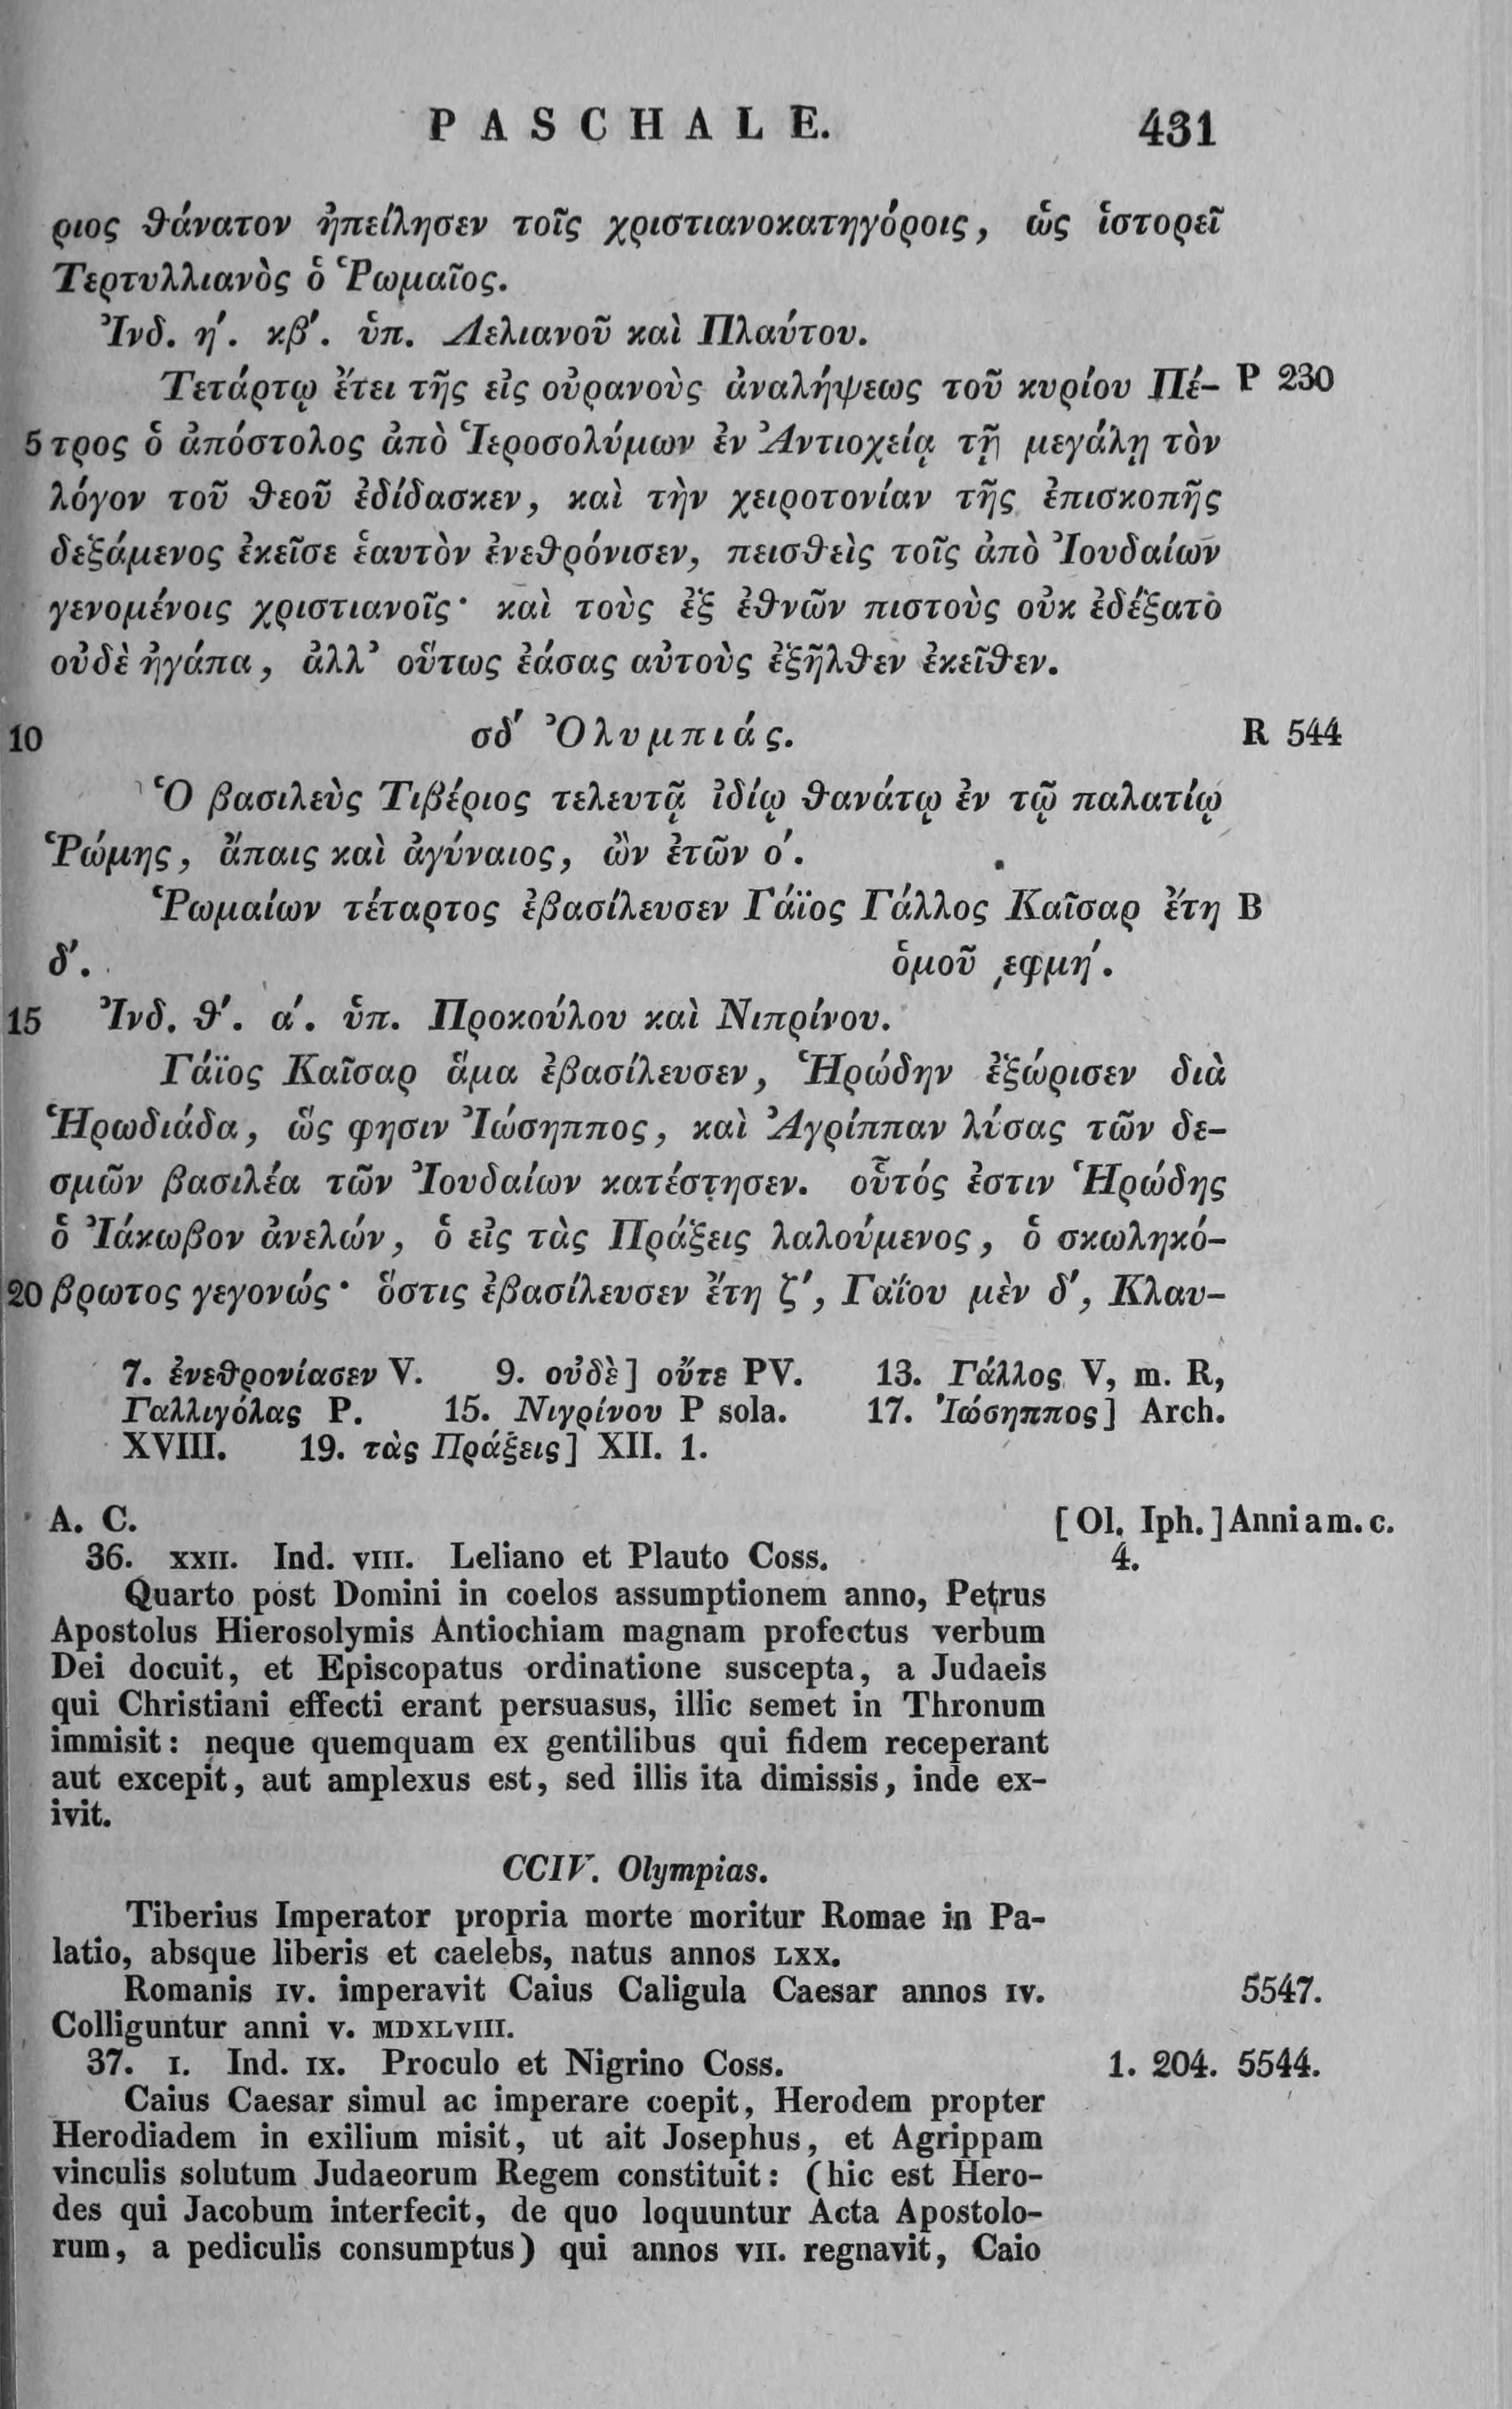 PASCHALE. 431
ριος θάνατον ἠπείλησεν τοῖς χριστιανοκατηγόροις, ὡς ἱστορεῖ
Τερτυλλιανὸς ὁ Ῥωμαῖος.
Ἰνδ. η΄. κβ΄. ὑπ. Λελιανοῦ καὶ Πλαύτου.
Τετάρτῳ ἔτει τῆς εἰς οὐρανοὺς ἀναλήψεως τοῦ κυρίου Πέ- P 230
5 τρος ὁ ἀπόστολος ἀπὸ Ἱεροσολύμων ἐν Ἀντιοχείᾳ τῇ μεγάλῃ τὸν
λόγον τοῦ θεοῦ ἐδίδασκεν, καὶ τὴν χειροτονίαν τῆς ἐπισκοπῆς
δεξάμενος ἐκεῖσε ἑαυτὸν ἐνεθρόνισεν, πεισθεὶς τοῖς ἀπὸ Ἰουδαίων
γενομένοις χριστιανοῖς· καὶ τοὺς ἐξ ἐθνῶν πιστοὺς οὐκ ἐδέξατο
οὐδὲ ἠγάπα, ἀλλ᾽ οὕτως ἐάσας αὐτοὺς ἐξῆλθεν ἐκεῖθεν.
10 σδ΄ Ὀλυμπιάς. R 544
Ὁ βασιλεὺς Τιβέριος τελευτᾷ ἰδίῳ θανάτῳ ἐν τῷ παλατίῳ
Ῥώμης, ἄπαις καὶ ἀγύναιος, ὢν ἐτῶν ο΄.
Ῥωμαίων τέταρτος ἐβασίλευσεν Γάϊος Γάλλος Καῖσαρ ἔτη B
δ΄. ὁμοῦ ͵εφμη΄.
15 Ἰνδ. θ΄. α΄. ὑπ. Προκούλου καὶ Νιπρίνου.
Γάϊος Καῖσαρ ἅμα ἐβασίλευσεν, Ἡρώδην ἐξώρισεν διὰ
Ἡρωδιάδα, ὥς φησιν Ἰώσηππος, καὶ Ἀγρίππαν λύσας τῶν δε-
σμῶν βασιλέα τῶν Ἰουδαίων κατέστησεν. οὗτός ἐστιν Ἡρώδης
ὁ Ἰάκωβον ἀνελών, ὁ εἰς τὰς Πράξεις λαλούμενος, ὁ σκωληκό-
20 βρωτος γεγονώς· ὅστις ἐβασίλευσεν ἔτη ζ΄, Γαΐου μὲν δ΄, Κλαυ-
7. ἐνεθρονίασεν V. 9. οὐδὲ] οὔτε PV. 13. Γάλλος V, m. R,
Γαλλιγόλας P. 15. Νιγρίνου P sola. 17. Ἰώσηππος] Arch.
XVIII. 19. τὰς Πράξεις] XII. 1.
A. C. [Ol. Iph.] Anni a m. c.
36. XXII. Ind. VIII. Leliano et Plauto Coss. 4.
Quarto post Domini in coelos assumptionem anno, Petrus
Apostolus Hierosolymis Antiochiam magnam profectus verbum
Dei docuit, et Episcopatus ordinatione suscepta, a Judaeis
qui Christiani effecti erant persuasus, illic semet in Thronum
immisit: neque quemquam ex gentilibus qui fidem receperant
aut excepit, aut amplexus est, sed illis ita dimissis, inde ex-
ivit.
CCIV. Olympias.
Tiberius Imperator propria morte moritur Romae in Pa-
latio, absque liberis et caelebs, natus annos LXX.
Romanis IV. imperavit Caius Caligula Caesar annos IV. 5547.
Colliguntur anni V. MDXLVIII.
37. I. Ind. IX. Proculo et Nigrino Coss. 1. 204. 5544.
Caius Caesar simul ac imperare coepit, Herodem propter
Herodiadem in exilium misit, ut ait Josephus, et Agrippam
vinculis solutum Judaeorum Regem constituit: (hic est Hero-
des qui Jacobum interfecit, de quo loquuntur Acta Apostolo-
rum, a pediculis consumptus) qui annos VII. regnavit, Caio